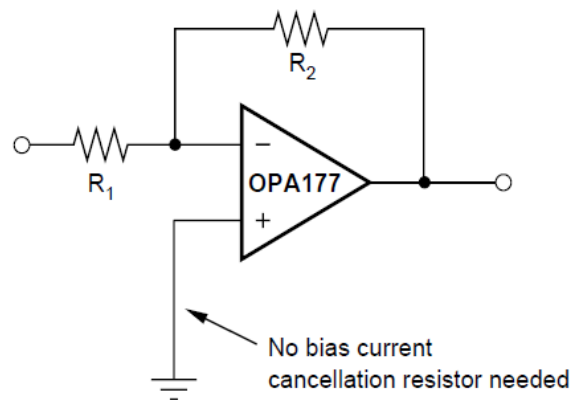 R2
R1
−
OPA177
+
No bias current
cancellation resistor needed